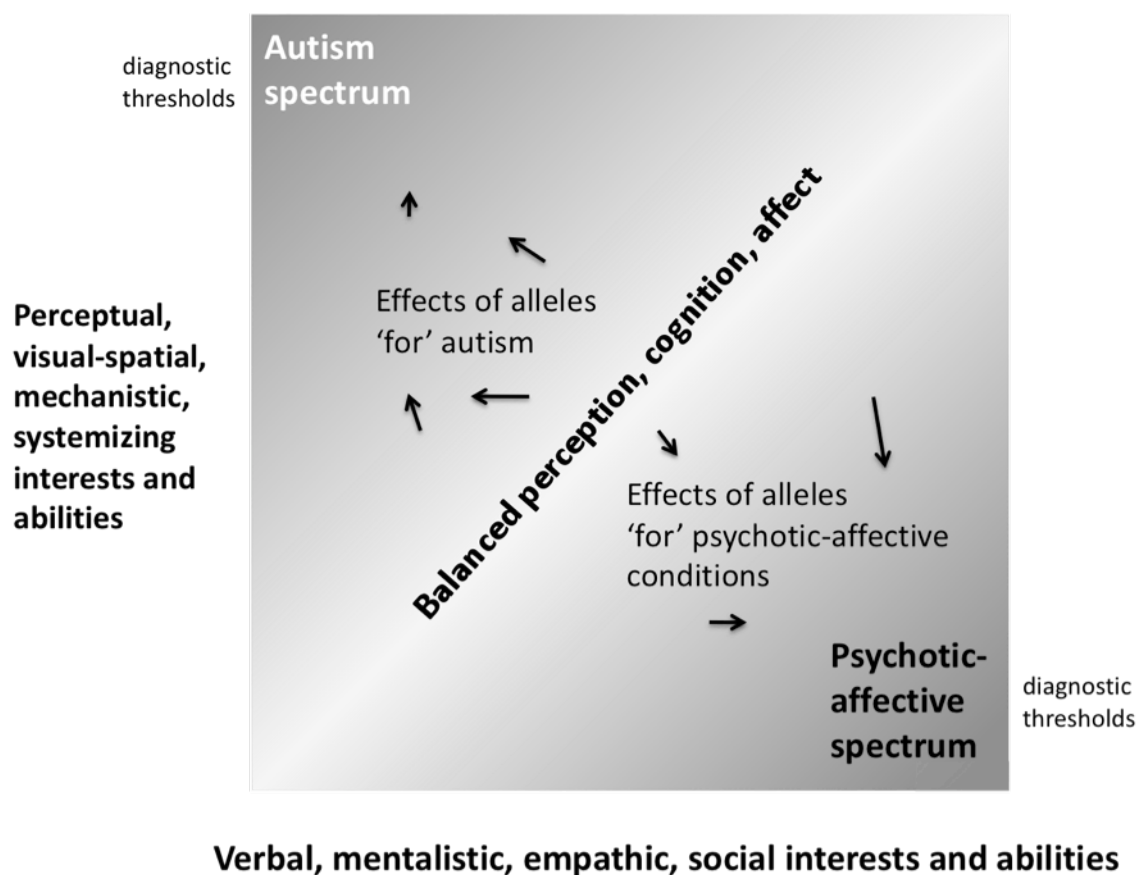 Autism
spectrum
diagnostic
thresholds
Effects of alleles
‘for’ autism
Balanced perception, cognition, affect
Perceptual,
visual-spatial,
mechanistic,
systemizing
interests and
abilities
Effects of alleles
‘for’ psychotic-affective
conditions
Psychotic-
affective
spectrum
diagnostic
thresholds
Verbal, mentalistic, empathic, social interests and abilities